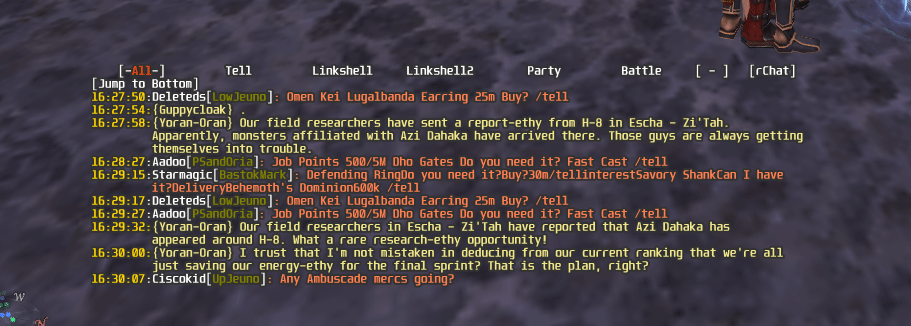 [-All-] Tell Linkshell Linkshell2 Party Battle [ - ] [rChat]
[Jump to Bottom]
16:27:50:Deleteds[LowJeuno]: Omen Kei Lugalbanda Earring 25m Buy? /tell
16:27:54:{Guppycloak} .
16:27:58:{Yoran-Oran} Our field researchers have sent a report-ethy from H-8 in Escha - Zi'Tah.
Apparently, monsters affiliated with Azi Dahaka have arrived there. Those guys are always getting
themselves into trouble.
16:28:27:Aadoo[PSandOria]: Job Points 500/5M Dho Gates Do you need it? Fast Cast /tell
16:29:15:Starmagic[BastokMark]: Defending RingDo you need it?Buy?30m/tellinterestSavory ShankCan I have
it?DeliveryBehemoth's Dominion600k /tell
16:29:17:Deleteds[LowJeuno]: Omen Kei Lugalbanda Earring 25m Buy? /tell
16:29:27:Aadoo[PSandOria]: Job Points 500/5M Dho Gates Do you need it? Fast Cast /tell
16:29:32:{Yoran-Oran} Our field researchers in Escha - Zi'Tah have reported that Azi Dahaka has
appeared around H-8. What a rare research-ethy opportunity!
16:30:00:{Yoran-Oran} I trust that I'm not mistaken in deducing from our current ranking that we're all
just saving our energy-ethy for the final sprint? That is the plan, right?
16:30:07:Ciscokid[UpJeuno]: Any Ambuscade mercs going?
W
N